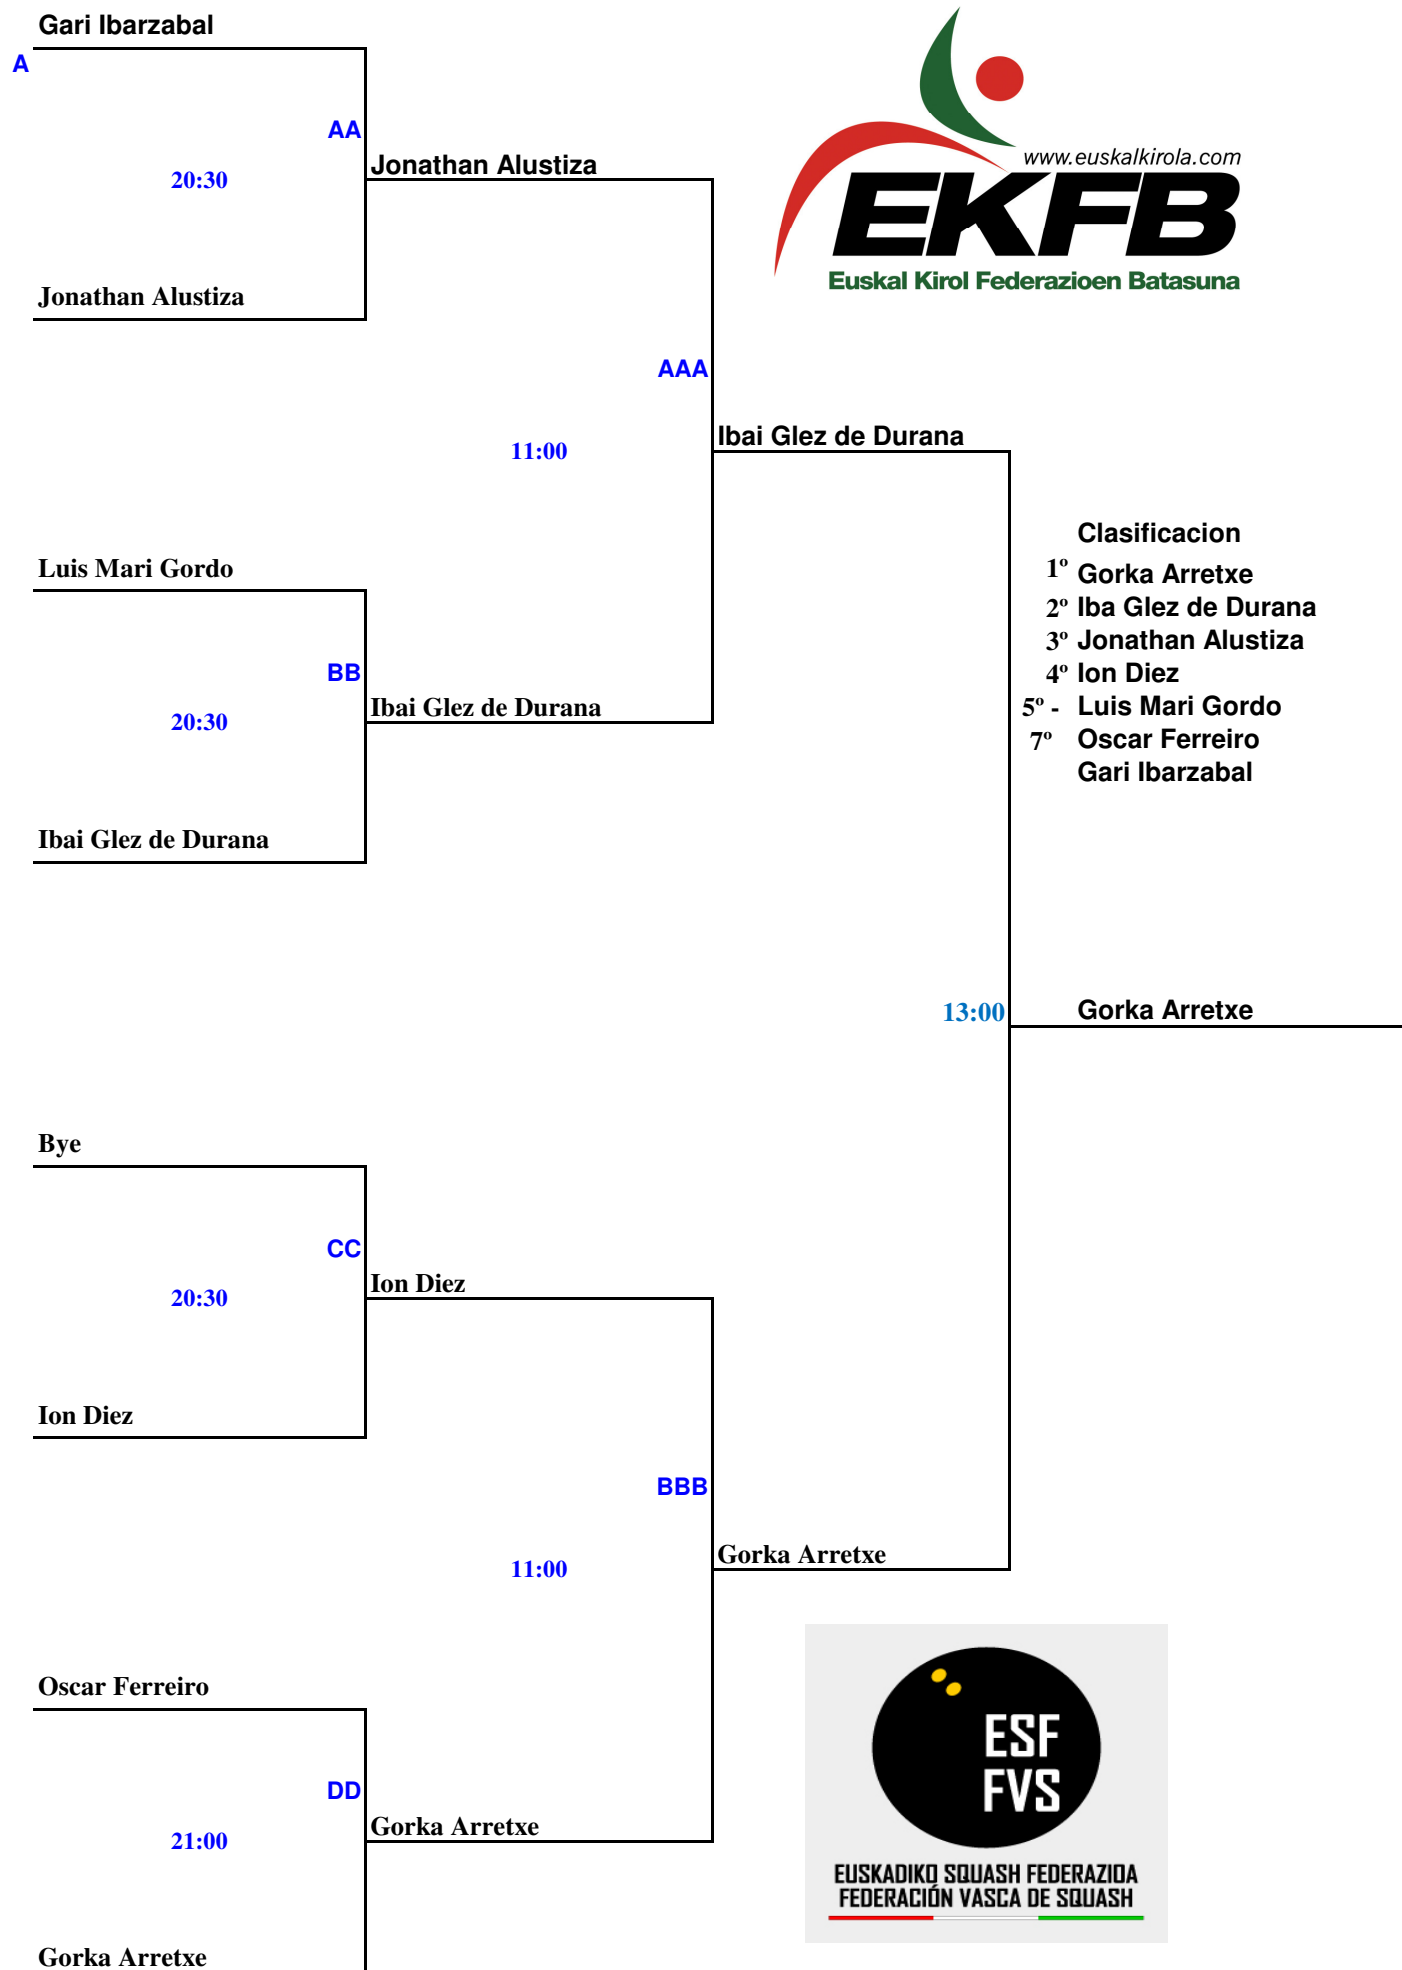 Gari Ibarzabal
A
AA
20:30
Jonathan Alustiza
Jonathan Alustiza
www.euskalkirola.com
EKFB
Euskal Kirol Federazioen Batasuna
AAA
11:00
Ibai Glez de Durana
Luis Mari Gordo
BB
20:30
Ibai Glez de Durana
Ibai Glez de Durana
Clasificacion
1º Gorka Arretxe
2º Iba Glez de Durana
3º Jonathan Alustiza
4º Ion Diez
5º - Luis Mari Gordo
7º Oscar Ferreiro
Gari Ibarzabal
13:00
Gorka Arretxe
Bye
CC
20:30
Ion Diez
Ion Diez
BBB
11:00
Gorka Arretxe
Oscar Ferreiro
DD
21:00
Gorka Arretxe
Gorka Arretxe
ESF
FVS
EUSKADIKO SQUASH FEDERAZIOA
FEDERACIÓN VASCA DE SQUASH